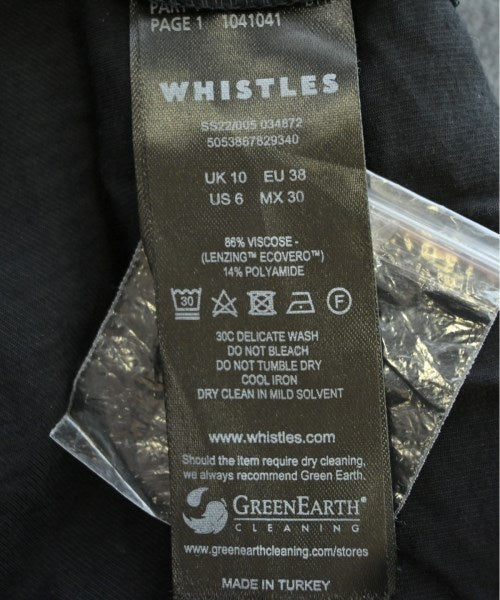 PAGE 1 1041041
WHISTLES
SS22/005 034872
5053867829340
UK 10 EU 38
US 6 MX 30
86% VISCOSE -
(LENZING™ ECOVERO™)
14% POLYAMIDE
30 F
30C DELICATE WASH
DO NOT BLEACH
DO NOT TUMBLE DRY
COOL IRON
DRY CLEAN IN MILD SOLVENT
www.whistles.com
Should the item require dry cleaning,
we always recommend Green Earth.
GREENEARTH®
CLEANING
www.greenearthcleaning.com/stores
MADE IN TURKEY